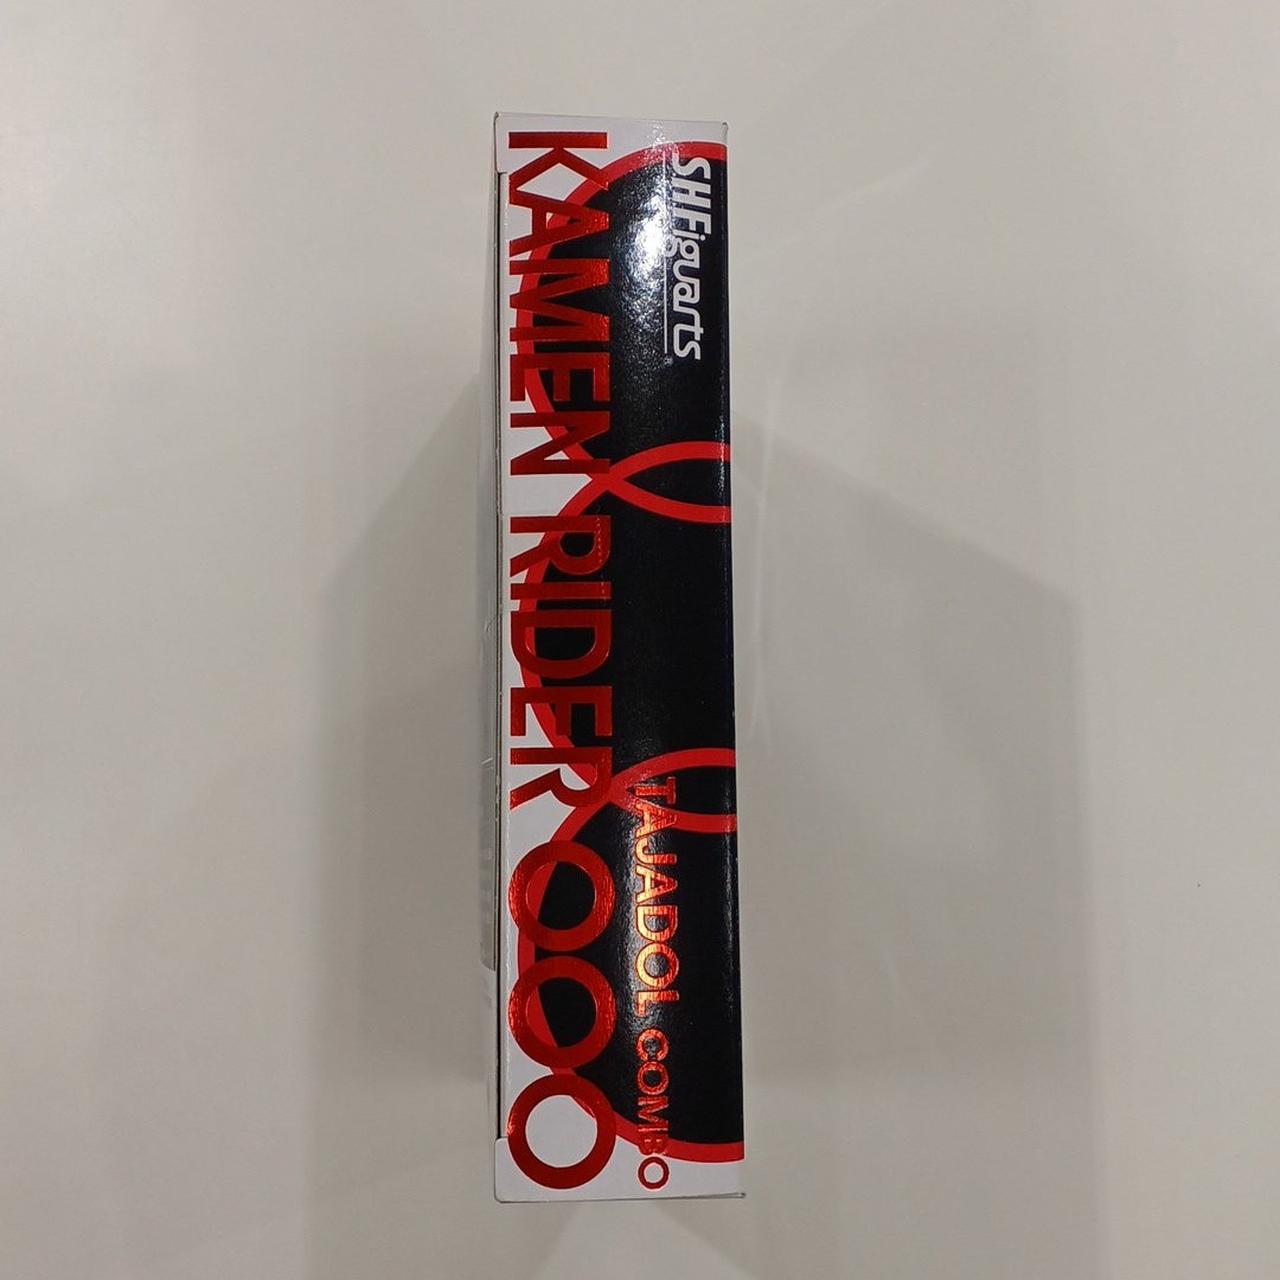 S.H.Figuarts
KAMEN RIDER OOO
TAJADOL COMBO